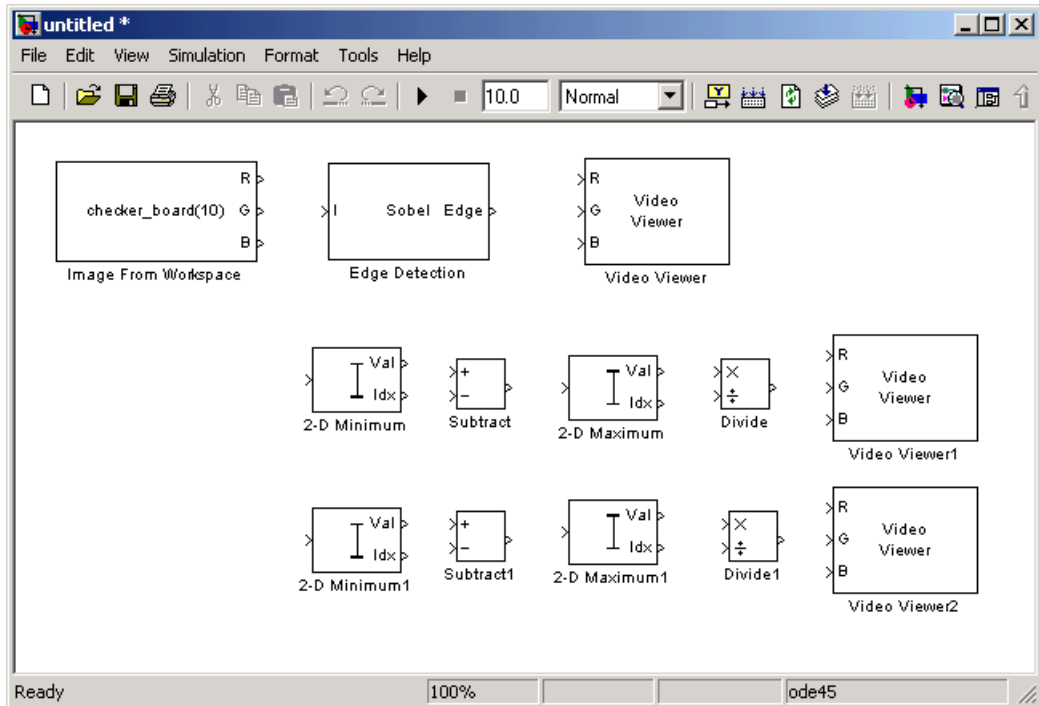 untitled *
File Edit View Simulation Format Tools Help
10.0 Normal
R
checker_board(10) G
B
Image From Workspace
I Sobel Edge
Edge Detection
R
G
B
Video
Viewer
Video Viewer
Val
Idx
2-D Minimum
+
−
Subtract
Val
Idx
2-D Maximum
×
÷
Divide
R
G
B
Video
Viewer
Video Viewer1
Val
Idx
2-D Minimum1
+
−
Subtract1
Val
Idx
2-D Maximum1
×
÷
Divide1
R
G
B
Video
Viewer
Video Viewer2
Ready 100% ode45